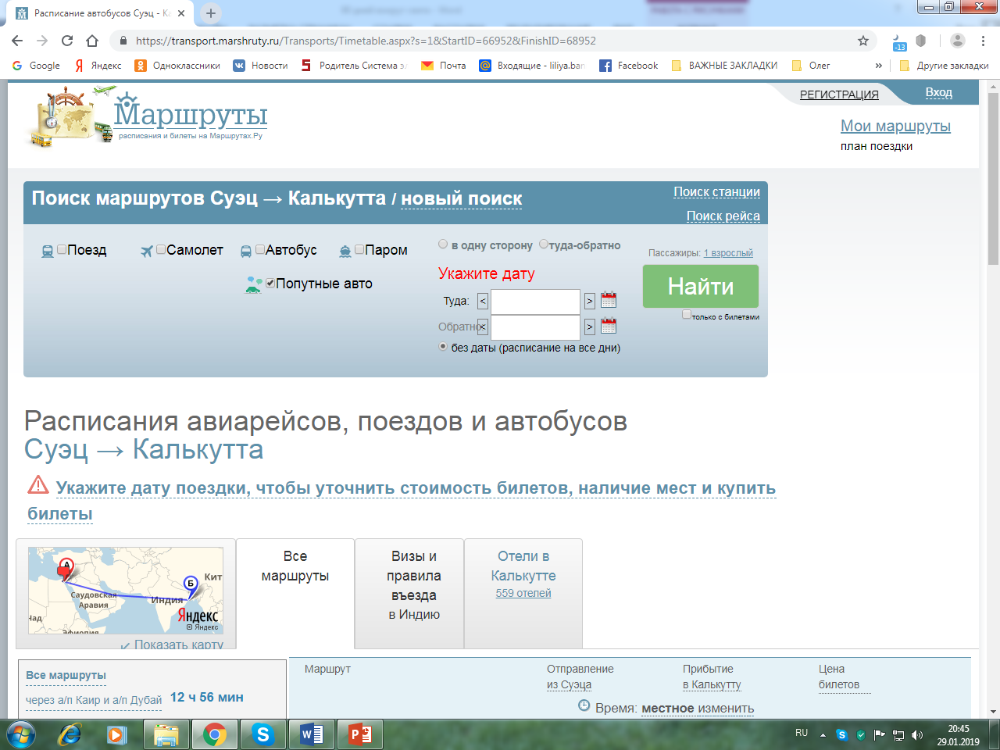 Расписание автобусов Суэц - Ка
https://transport.marshruty.ru/Transports/Timetable.aspx?s=1&StartID=66952&FinishID=68952
-13
Google
Яндекс
Одноклассники
Новости
Родитель Система эл
Почта
Входящие - liliya.ban
Facebook
ВАЖНЫЕ ЗАКЛАДКИ
Олег
»
Другие закладки
Маршруты
расписания и билеты на Маршрутах.Ру
РЕГИСТРАЦИЯ
Вход
Мои маршруты
план поездки
Поиск маршрутов Суэц → Калькутта / новый поиск
Поиск станции
Поиск рейса
Поезд
Самолет
Автобус
Паром
Попутные авто
в одну сторону
туда-обратно
Укажите дату
Туда: < >
Обратно < >
без даты (расписание на все дни)
Пассажиры: 1 взрослый
Найти
только с билетами
Расписания авиарейсов, поездов и автобусов
Суэц → Калькутта
Укажите дату поездки, чтобы уточнить стоимость билетов, наличие мест и купить
билеты
А
Б
Кит
Саудовская
Аравия
Индия
Чад
Эфиопия
Яндекс
© Яндекс
Показать карту
Все
маршруты
Визы и
правила
въезда
в Индию
Отели в
Калькутте
559 отелей
Все маршруты
через а/п Каир и а/п Дубай 12 ч 56 мин
Маршрут
Отправление
из Суэца
Прибытие
в Калькутту
Цена
билетов
Время: местное изменить
RU
20:45
29.01.2019